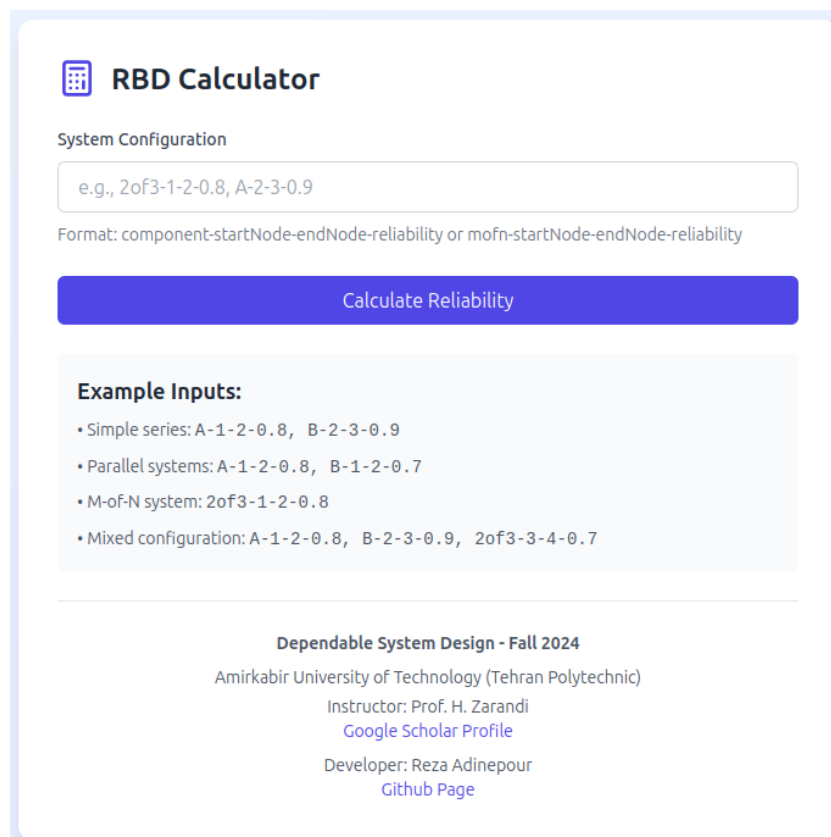 RBD Calculator
System Configuration
e.g., 2of3-1-2-0.8, A-2-3-0.9
Format: component-startNode-endNode-reliability or mofn-startNode-endNode-reliability
Calculate Reliability
Example Inputs:
• Simple series: A-1-2-0.8, B-2-3-0.9
• Parallel systems: A-1-2-0.8, B-1-2-0.7
• M-of-N system: 2of3-1-2-0.8
• Mixed configuration: A-1-2-0.8, B-2-3-0.9, 2of3-3-4-0.7
Dependable System Design - Fall 2024
Amirkabir University of Technology (Tehran Polytechnic)
Instructor: Prof. H. Zarandi
Google Scholar Profile
Developer: Reza Adinepour
Github Page